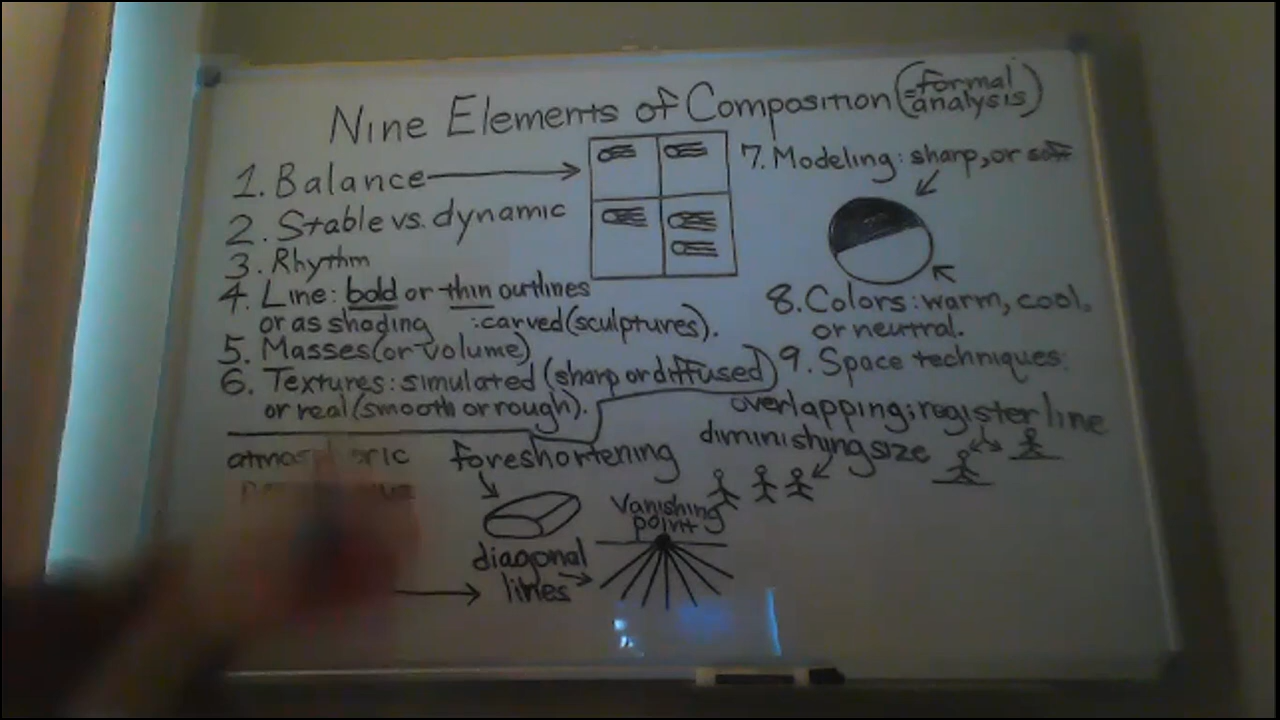 Nine Elements of Composition (=formal analysis)
1. Balance
2. Stable vs. dynamic
3. Rhythm
4. Line: bold or thin outlines
or as shading :carved(sculptures).
5. Masses(or volume)
6. Textures: simulated (sharp or diffused)
or real(smooth or rough).
7. Modeling: sharp, or soft
8. Colors: warm, cool,
or neutral.
9. Space techniques:
overlapping; register line
diminishing size
atmospheric
foreshortening
Vanishing
point
diagonal
lines